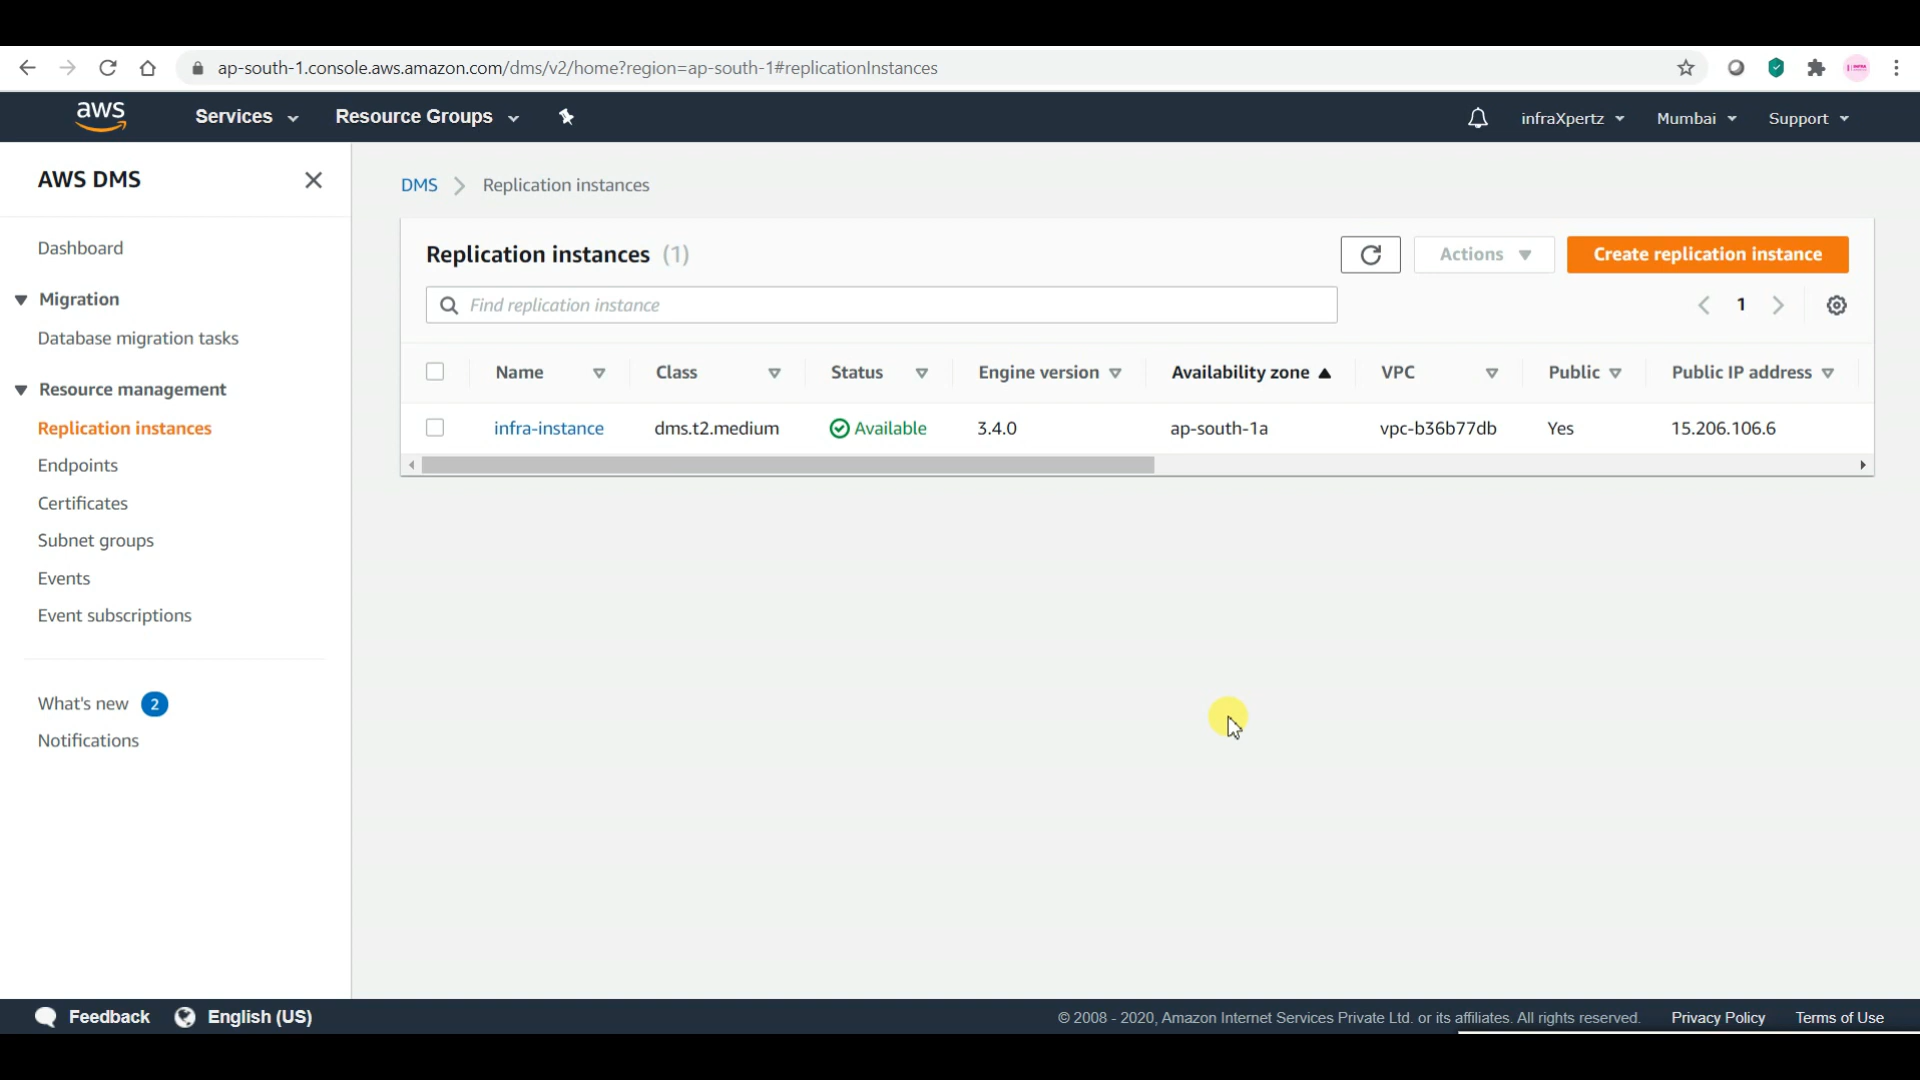 ap-south-1.console.aws.amazon.com/dms/v2/home?region=ap-south-1#replicationInstances
aws Services Resource Groups infraXpertz Mumbai Support
AWS DMS
Dashboard
Migration
Database migration tasks
Resource management
Replication instances
Endpoints
Certificates
Subnet groups
Events
Event subscriptions
What's new 2
Notifications
DMS Replication instances
Replication instances (1) Actions Create replication instance
Find replication instance 1
Name Class Status Engine version Availability zone VPC Public Public IP address
infra-instance dms.t2.medium Available 3.4.0 ap-south-1a vpc-b36b77db Yes 15.206.106.6
Feedback English (US) © 2008 - 2020, Amazon Internet Services Private Ltd. or its affiliates. All rights reserved. Privacy Policy Terms of Use